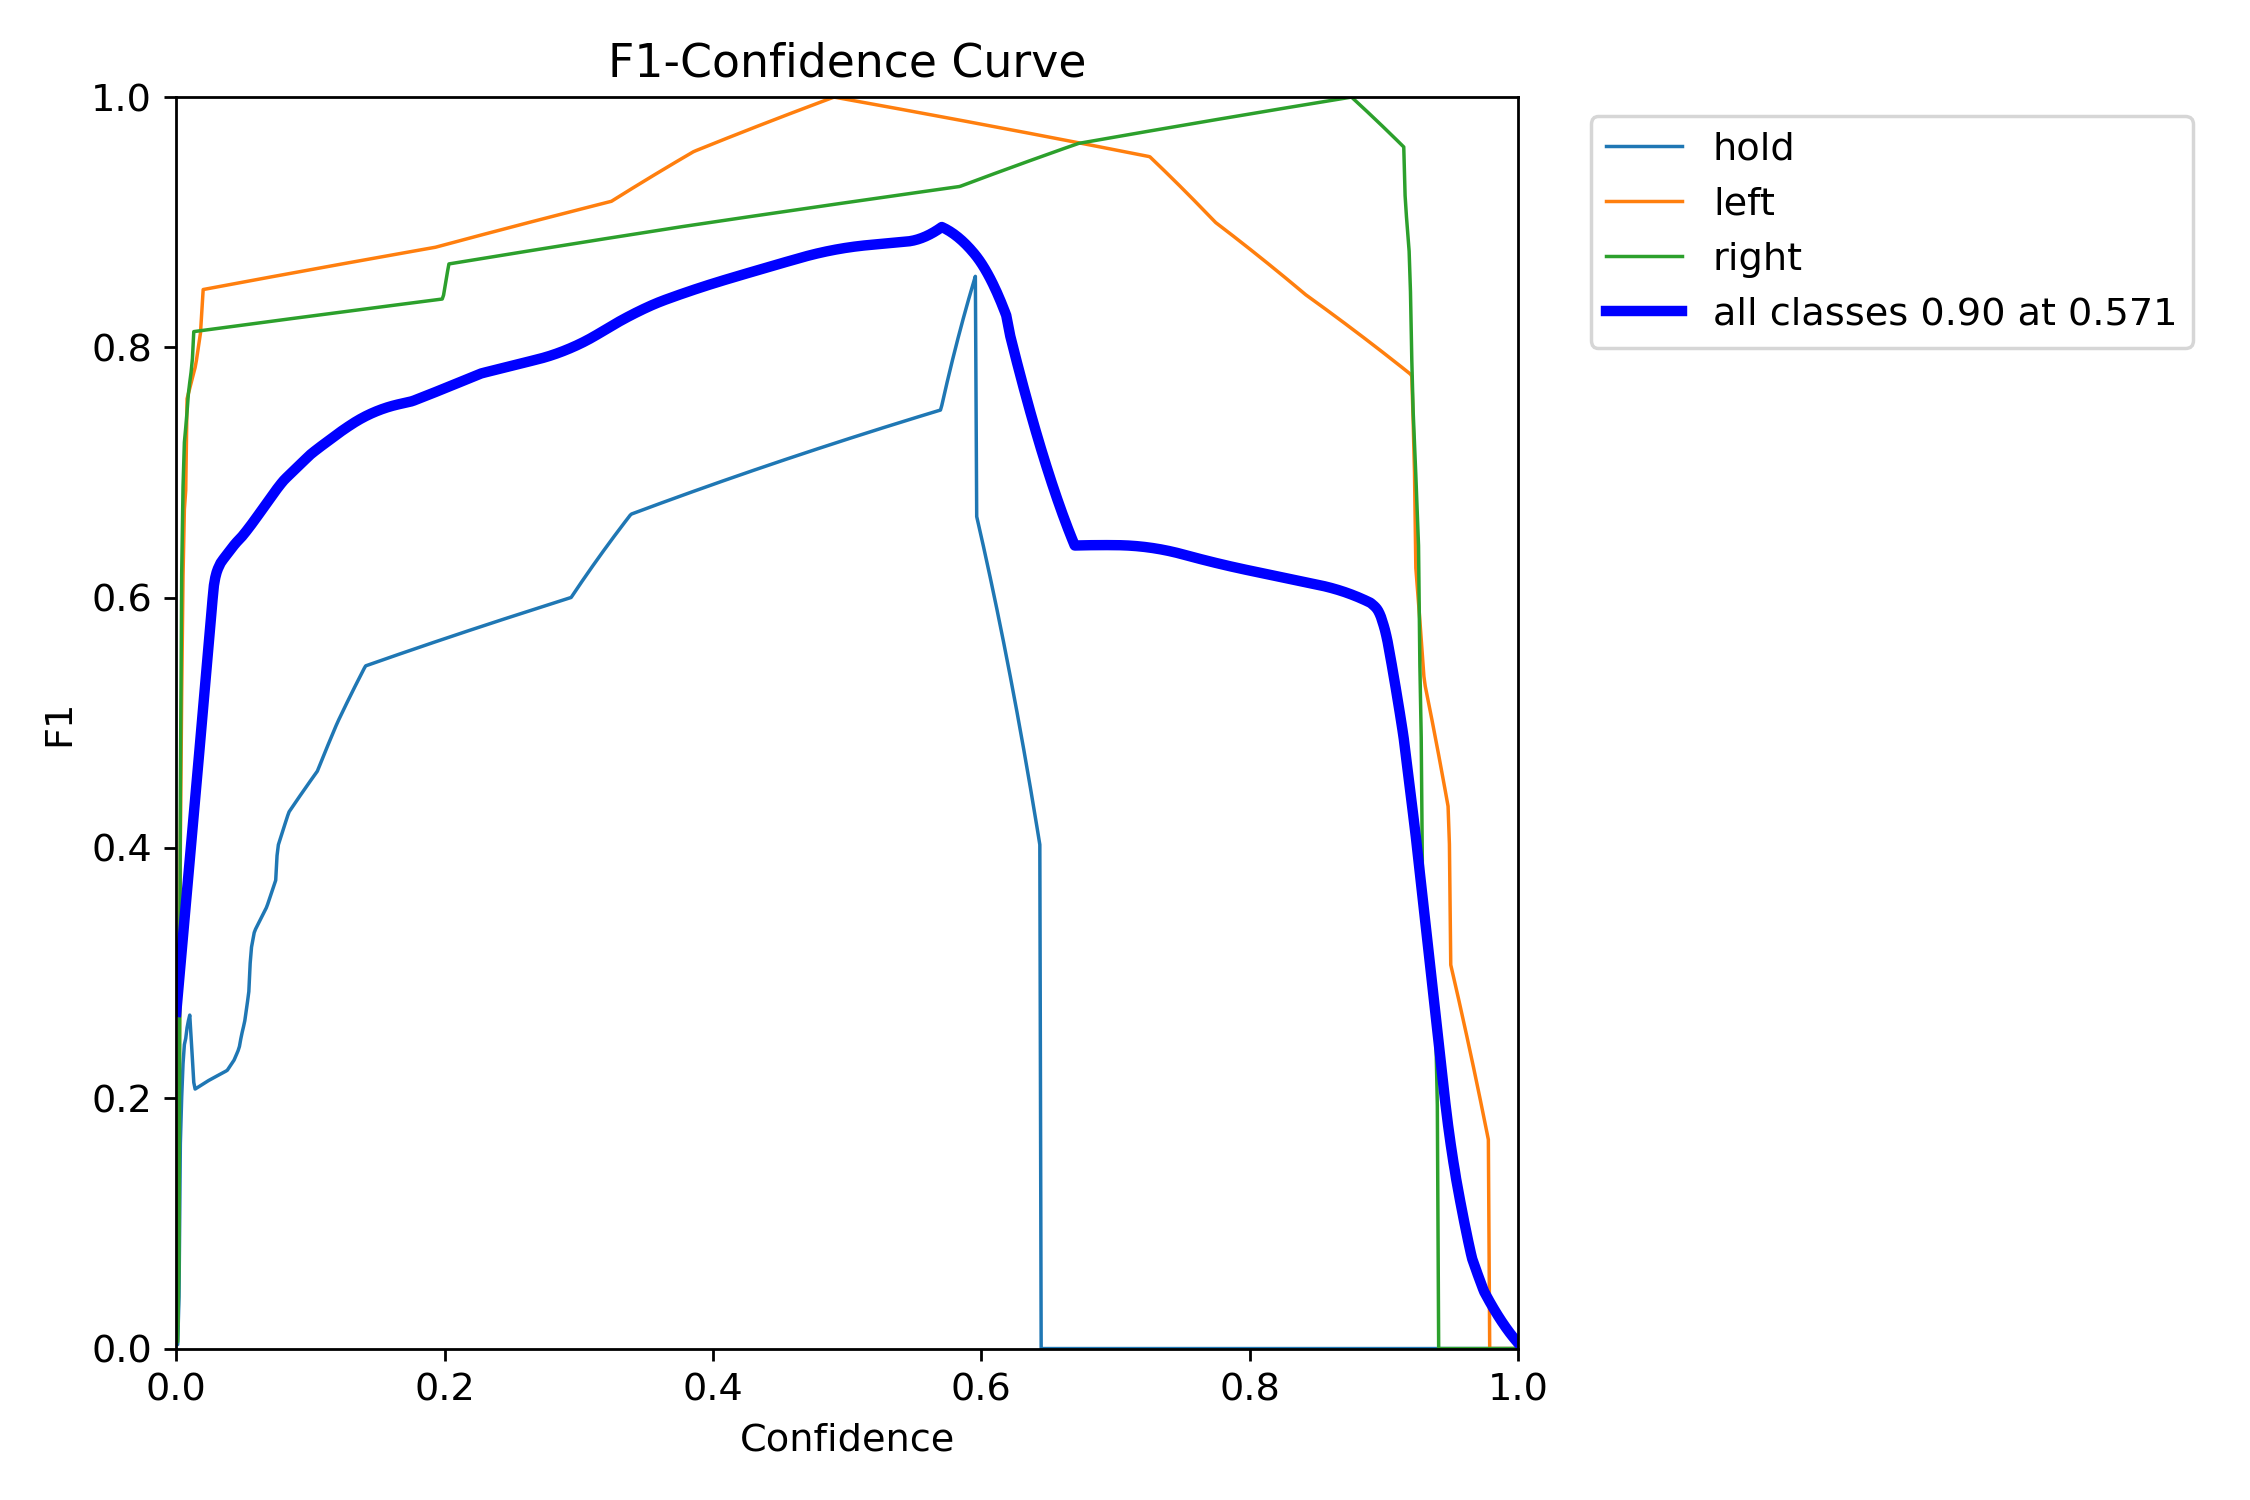 F1-Confidence Curve
1.0
0.8
0.6
0.4
0.2
0.0
F1
0.0 0.2 0.4 0.6 0.8 1.0
Confidence
hold
left
right
all classes 0.90 at 0.571